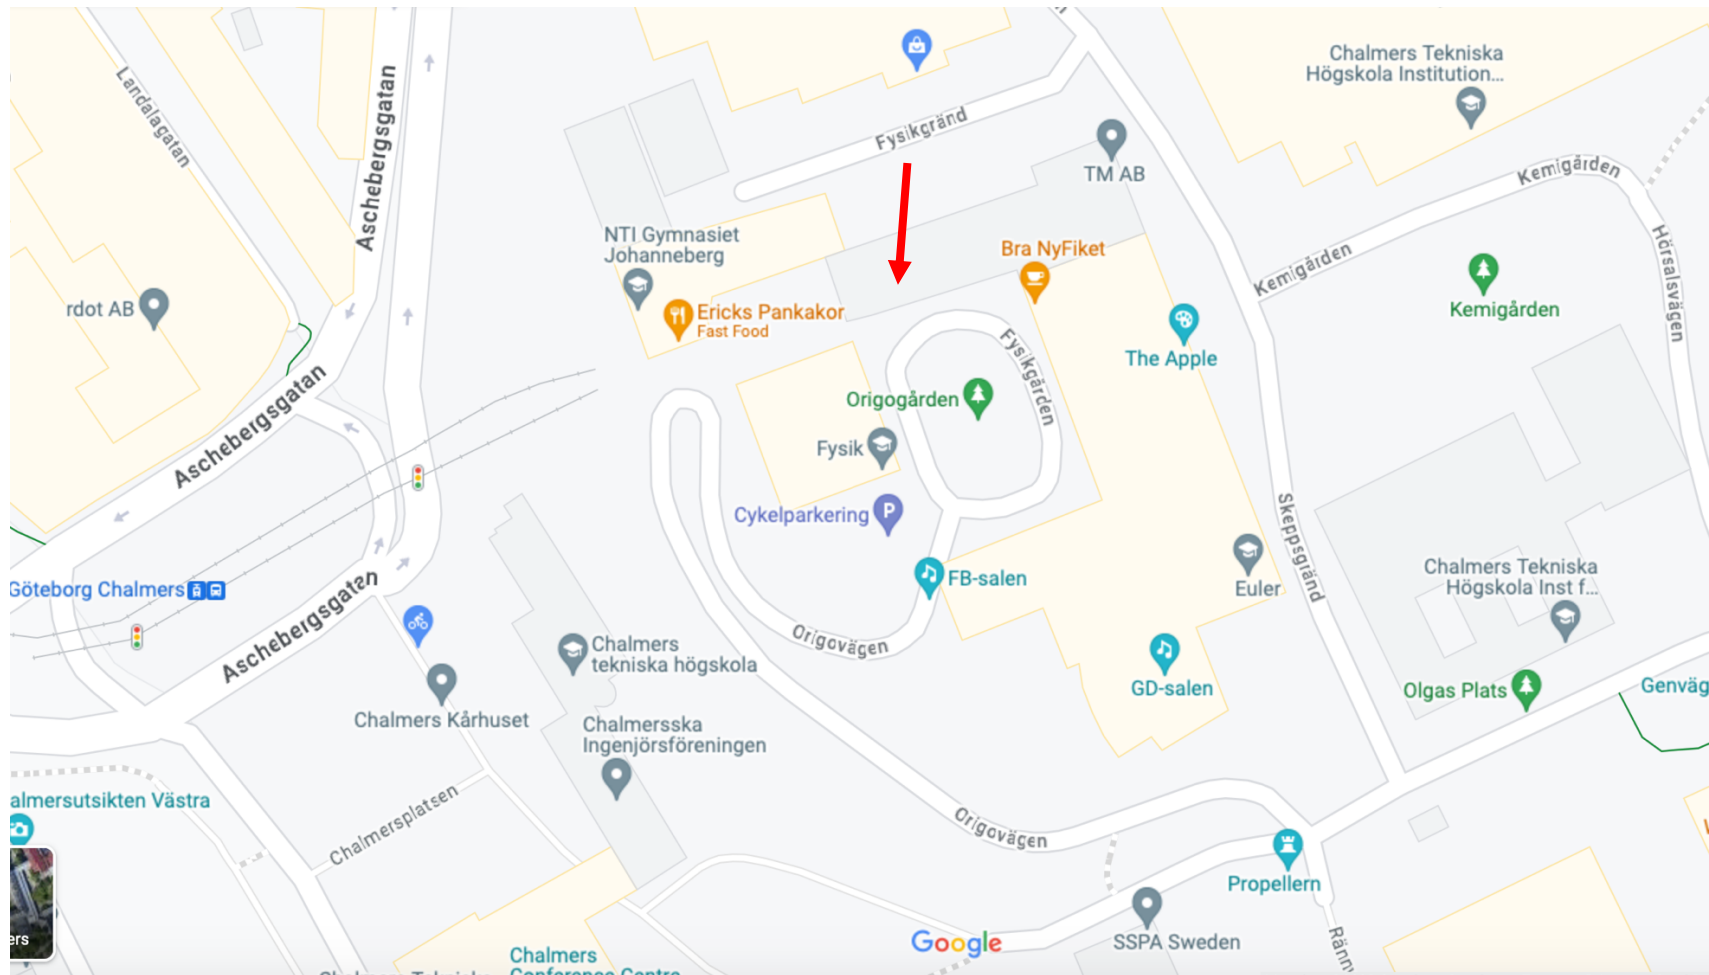 Chalmers Tekniska
Högskola Institution...
Landalagatan
Aschebergsgatan
Fysikgränd
TM AB
Kemigården
NTI Gymnasiet
Johanneberg
Bra NyFiket
Kemigården
Hörsalsvägen
rdot AB
Ericks Pankakor
Fast Food
Kemigården
The Apple
Fysikgården
Origogården
Aschebergsgatan
Fysik
Cykelparkering
P
Skeppsgränd
Göteborg Chalmers
FB-salen
Euler
Chalmers Tekniska
Högskola Inst f...
Aschebergsgatan
Origovägen
Chalmers
tekniska högskola
GD-salen
Olgas Plats
Genväg
Chalmers Kårhuset
Chalmersska
Ingenjörsföreningen
almersutsikten Västra
Chalmersplatsen
Origovägen
Propellern
ers
Google
SSPA Sweden
Ränn
Chalmers